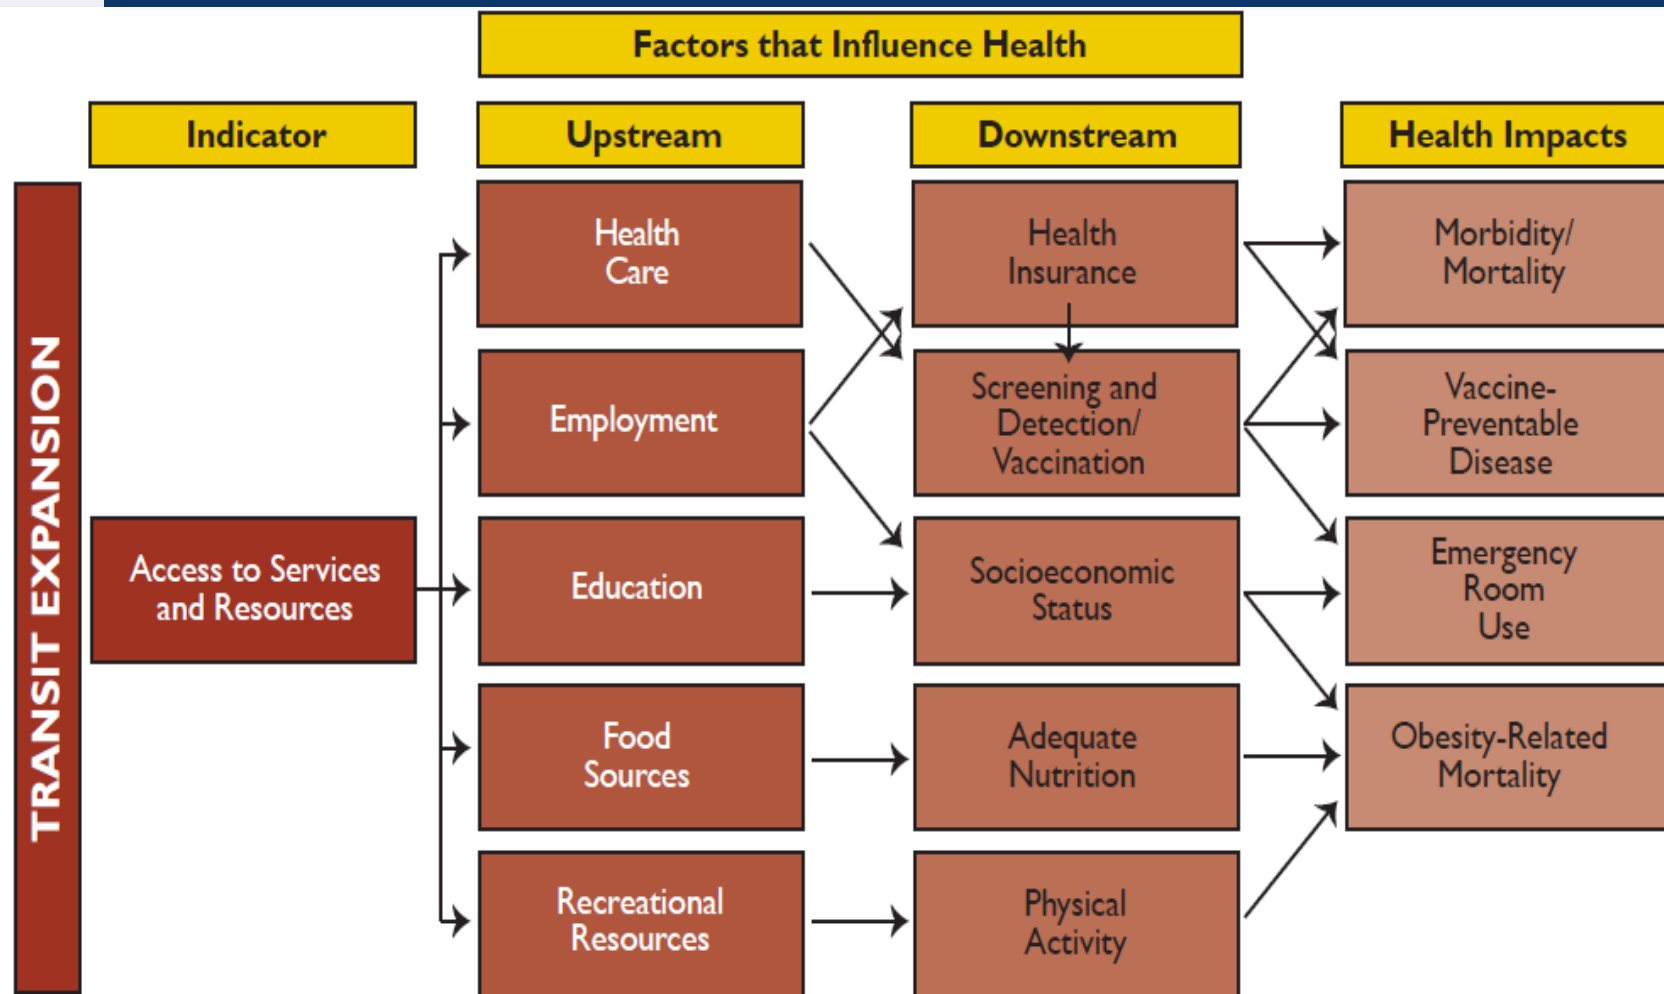 Factors that Influence Health
Indicator
Upstream
Downstream
Health Impacts
TRANSIT EXPANSION
Access to Services
and Resources
Health
Care
Employment
Education
Food
Sources
Recreational
Resources
Health
Insurance
Screening and
Detection/
Vaccination
Socioeconomic
Status
Adequate
Nutrition
Physical
Activity
Morbidity/
Mortality
Vaccine-
Preventable
Disease
Emergency
Room
Use
Obesity-Related
Mortality